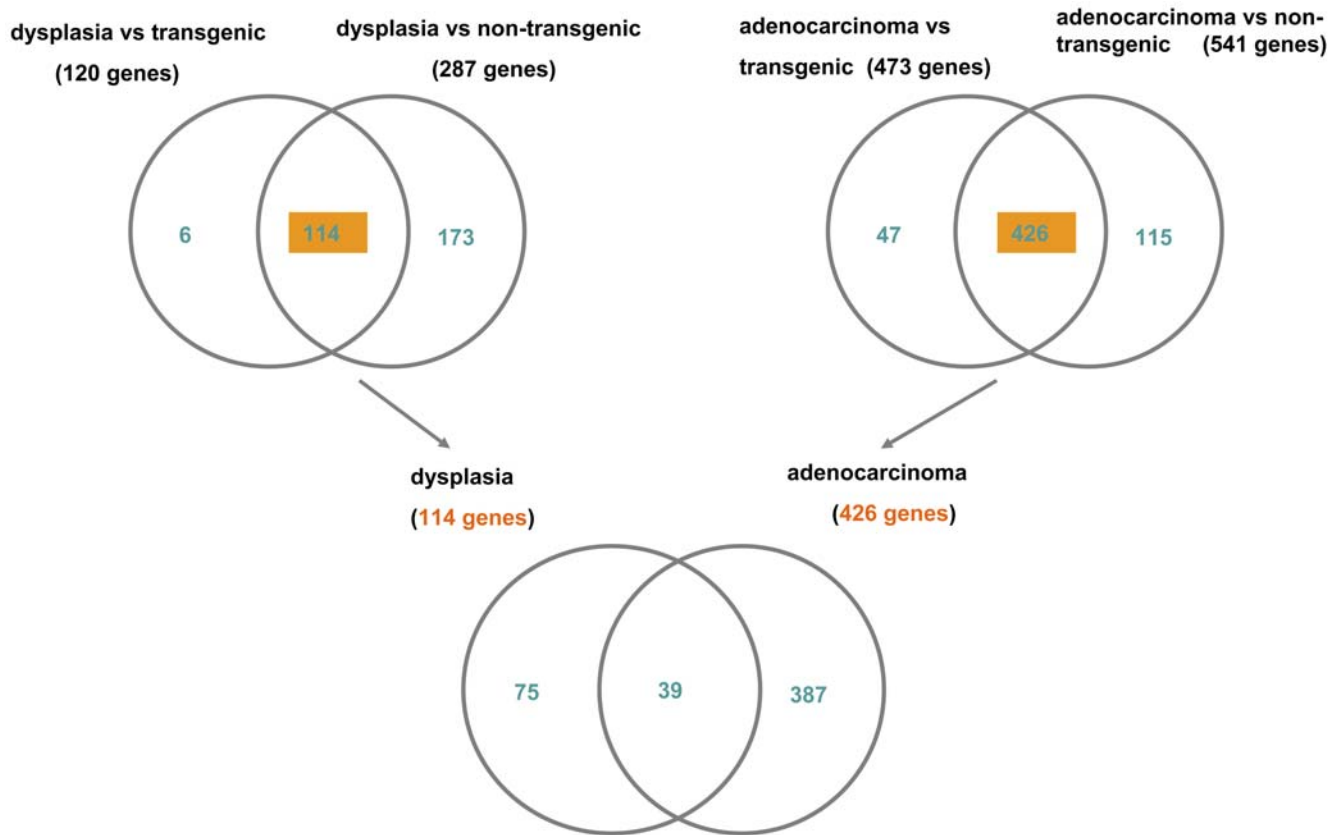 dysplasia vs transgenic
(120 genes)
dysplasia vs non-transgenic
(287 genes)
adenocarcinoma vs
transgenic (473 genes)
adenocarcinoma vs non-
transgenic (541 genes)
6
114
173
47
426
115
dysplasia
(114 genes)
adenocarcinoma
(426 genes)
75
39
387